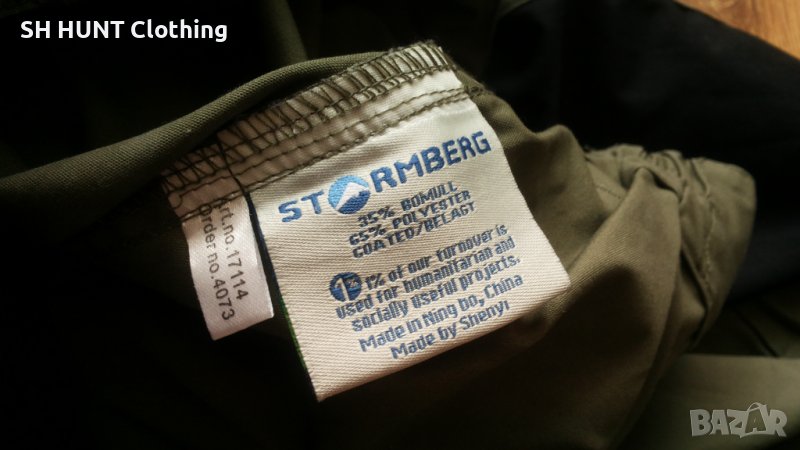 SH HUNT Clothing
STORMBERG
35% BOMULL
65% POLYESTER
COATED/BELAGT
1% 1% of our turnover is
used for humanitarian and
socially useful projects.
Made in Ning bo, China
Made by Shenyi
Art.no.17114
Order no.4073
BAZAR